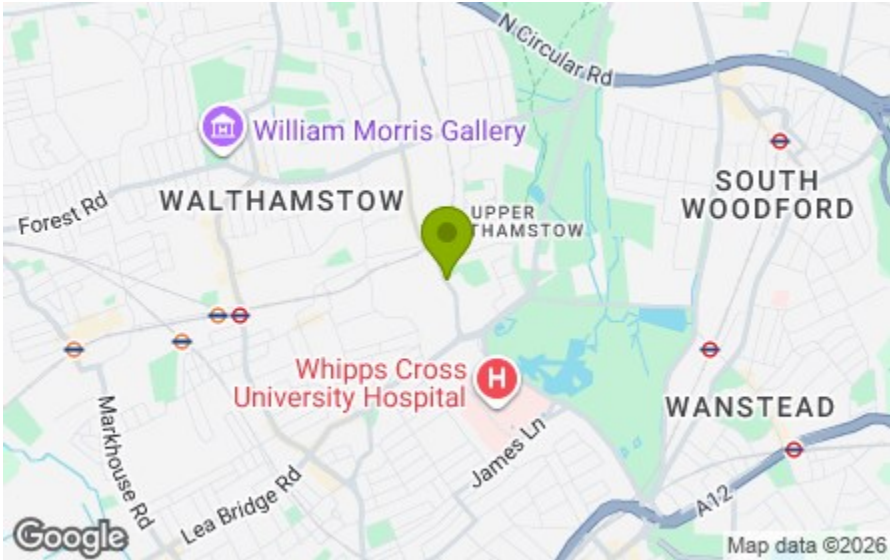 N Circular Rd
William Morris Gallery
SOUTH
WOODFORD
WALTHAMSTOW
UPPER
THAMSTOW
Forest Rd
Whipps Cross
University Hospital
H
WANSTEAD
Markhouse Rd
James Ln
Lea Bridge Rd
A12
Google
Map data ©2026